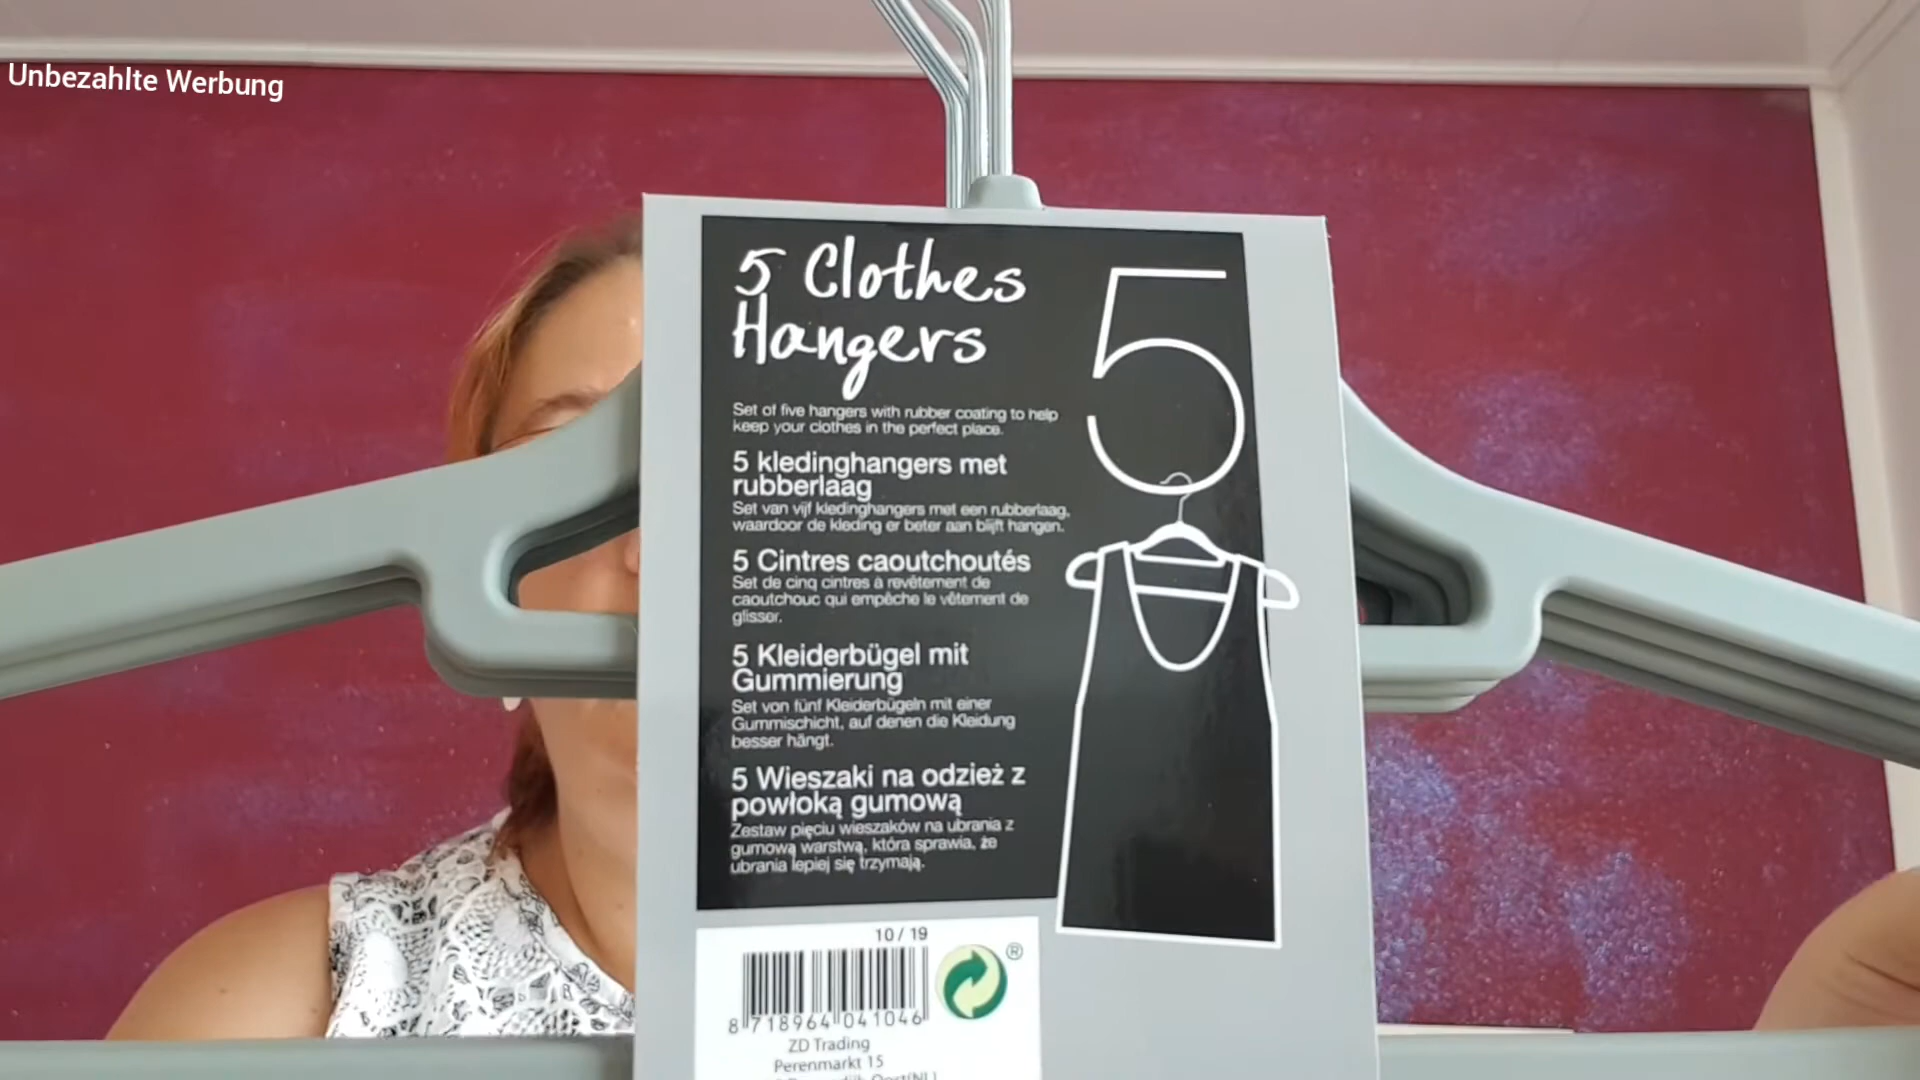 Unbezahlte Werbung
5 Clothes
Hangers
5
Set of five hangers with rubber coating to help
keep your clothes in the perfect place.
5 kledinghangers met
rubberlaag
Set van vijf kledinghangers met een rubberlaag,
waardoor de kleding er beter aan blijft hangen.
5 Cintres caoutchoutés
Set de cinq cintres à revêtement de
caoutchouc qui empêche le vêtement de
glisser.
5 Kleiderbügel mit
Gummierung
Set von fünf Kleiderbügeln mit einer
Gummischicht, auf denen die Kleidung
besser hängt.
5 Wieszaki na odzież z
powłoką gumową
Zestaw pięciu wieszaków na ubrania z
gumową warstwą, która sprawia, że
ubrania lepiej się trzymają.
10/19
®
8 718964 041046
ZD Trading
Perenmarkt 15